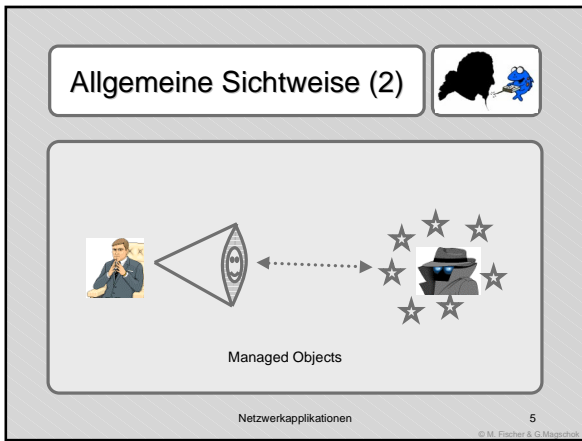 Allgemeine Sichtweise (2)
Managed Objects
Netzwerkapplikationen 5
© M. Fischer & G.Magschok